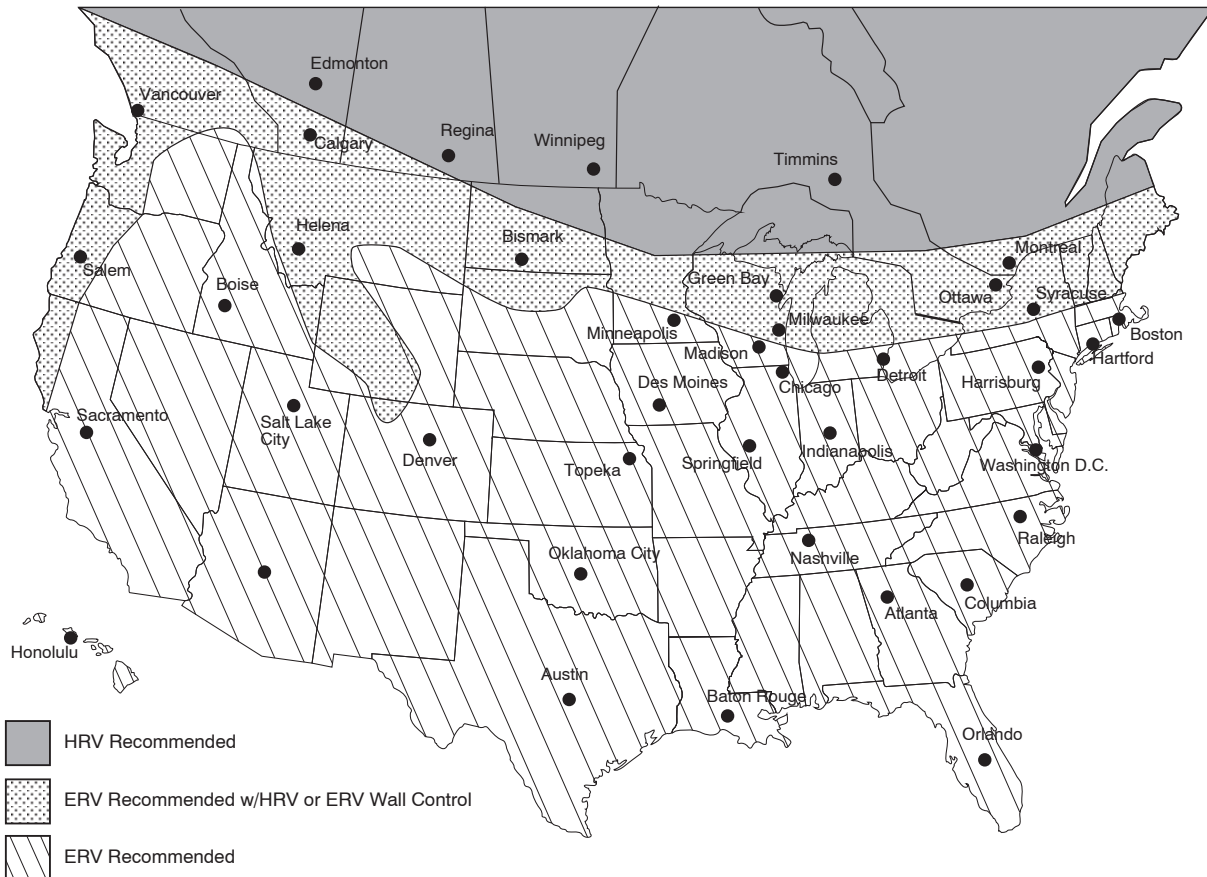 Edmonton
Vancouver
Calgary
Regina
Winnipeg
Timmins
Helena
Bismark
Montreal
Salem
Boise
Green Bay
Ottawa
Syracuse
Minneapolis
Milwaukee
Boston
Madison
Hartford
Des Moines
Chicago
Detroit
Harrisburg
Sacramento
Salt Lake
City
Denver
Topeka
Springfield
Indianapolis
Washington D.C.
Oklahoma City
Nashville
Raleigh
Atlanta
Columbia
Honolulu
Austin
Baton Rouge
Orlando
HRV Recommended
ERV Recommended w/HRV or ERV Wall Control
ERV Recommended